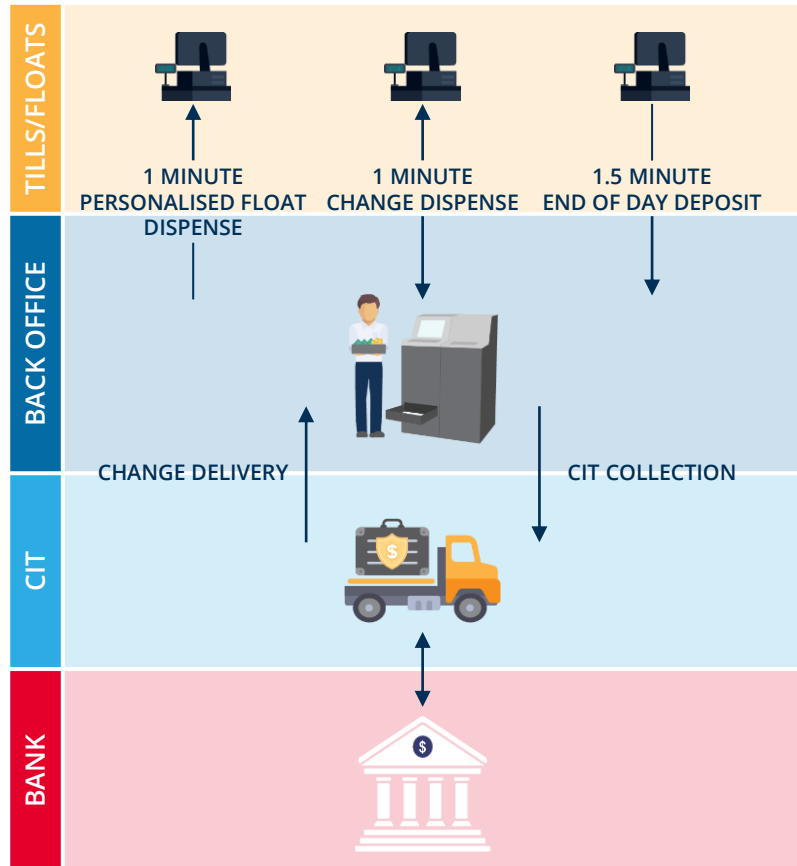 TILLS/FLOATS
1 MINUTE
PERSONALISED FLOAT
DISPENSE
1 MINUTE
CHANGE DISPENSE
1.5 MINUTE
END OF DAY DEPOSIT
BACK OFFICE
CHANGE DELIVERY
CIT COLLECTION
CIT
$
BANK
$